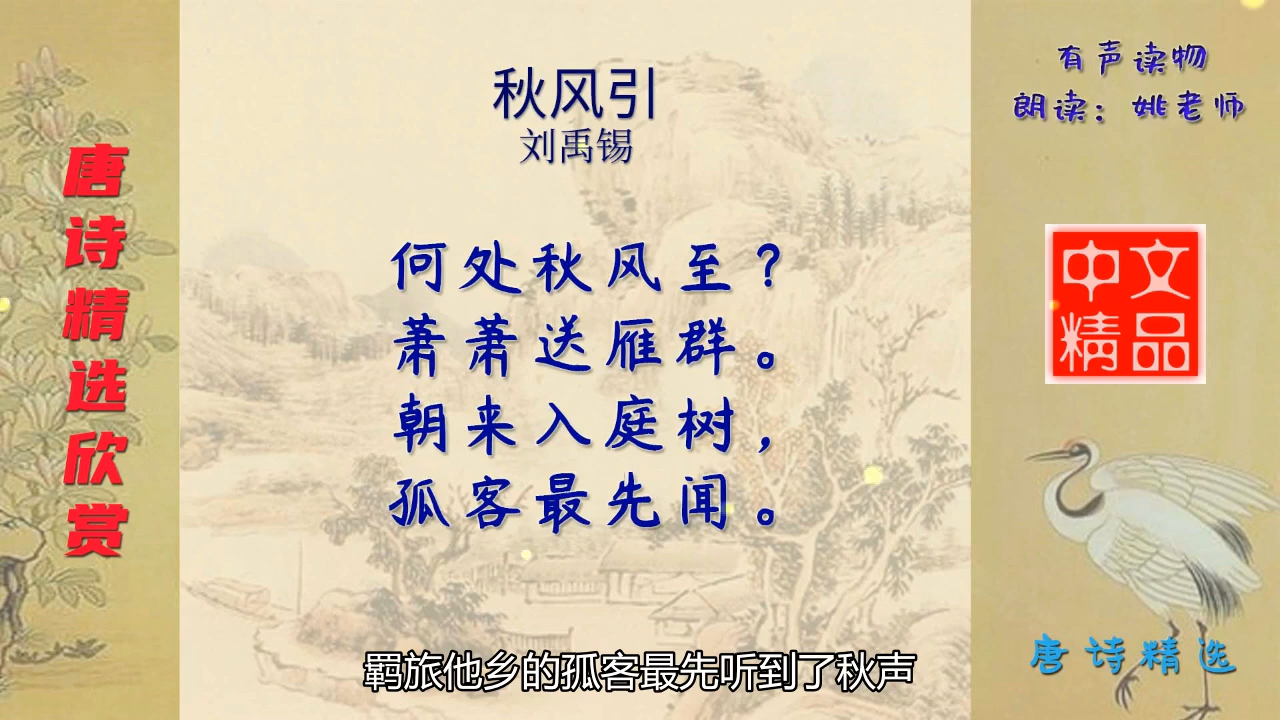 唐诗精选欣赏
秋风引
刘禹锡
何处秋风至？
萧萧送雁群。
朝来入庭树，
孤客最先闻。
羁旅他乡的孤客最先听到了秋声
有声读物
朗读：姚老师
中文
精品
唐诗精选